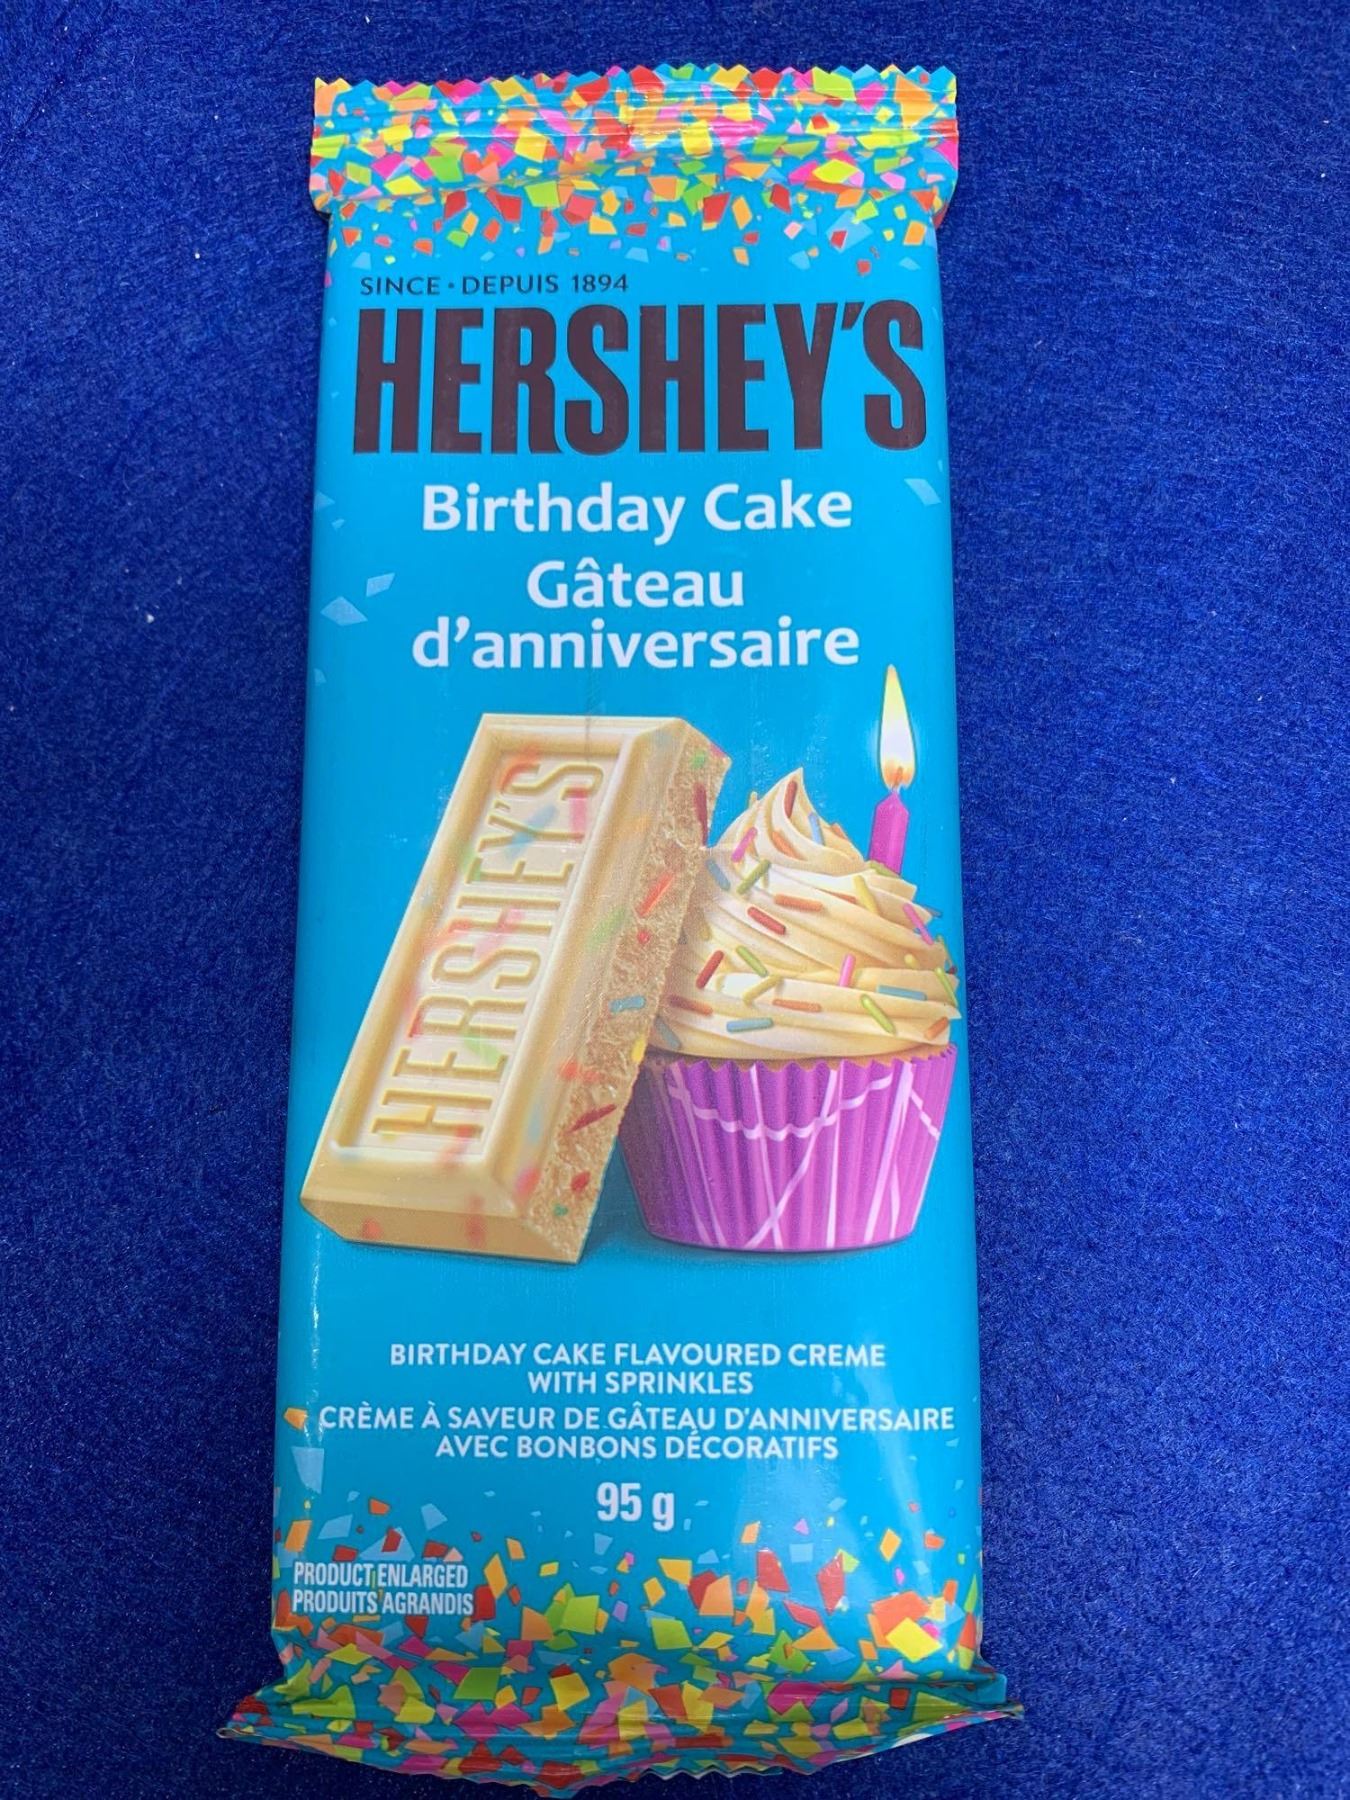 SINCE • DEPUIS 1894
HERSHEY'S
Birthday Cake
Gâteau
d'anniversaire
HERSHEY'S
BIRTHDAY CAKE FLAVOURED CREME
WITH SPRINKLES
CRÈME À SAVEUR DE GÂTEAU D'ANNIVERSAIRE
AVEC BONBONS DÉCORATIFS
95 g
PRODUCT ENLARGED
PRODUITS AGRANDIS